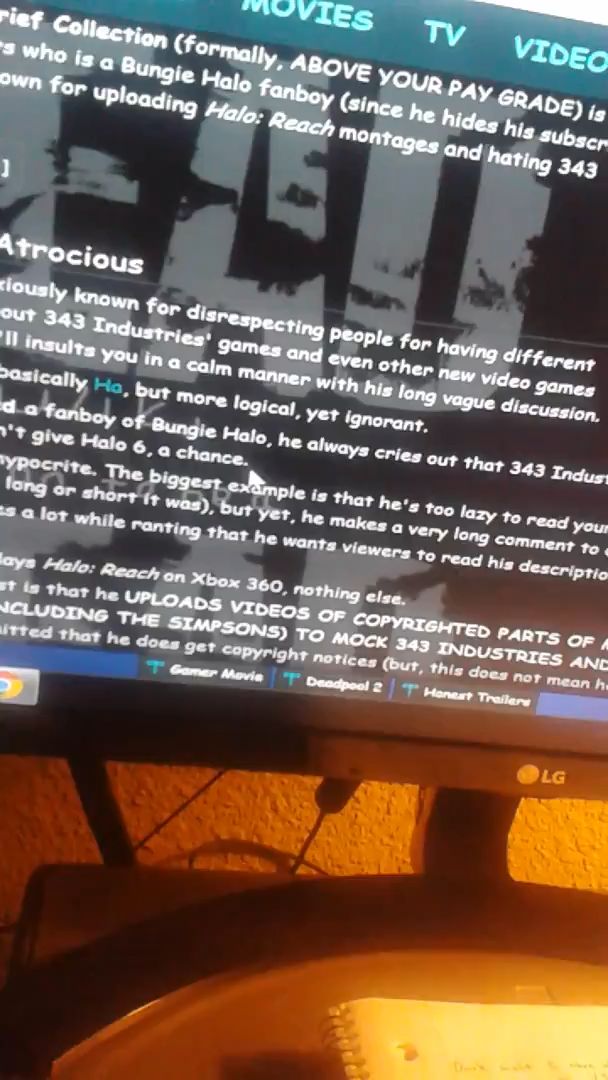 MOVIES TV VIDEO
rief Collection (formally, ABOVE YOUR PAY GRADE) is
s who is a Bungie Halo fanboy (since he hides his subscr
own for uploading Halo: Reach montages and hating 343
]
Atrocious
iously known for disrespecting people for having different
out 343 Industries' games and even other new video games
'll insults you in a calm manner with his long vague discussion.
basically Ha, but more logical, yet ignorant.
d a fanboy of Bungie Halo, he always cries out that 343 Indust
n't give Halo 6, a chance.
hypocrite. The biggest example is that he's too lazy to read your
long or short it was), but yet, he makes a very long comment to
es a lot while ranting that he wants viewers to read his descriptio
lays Halo: Reach on Xbox 360, nothing else.
st is that he UPLOADS VIDEOS OF COPYRIGHTED PARTS OF
NCLUDING THE SIMPSONS) TO MOCK 343 INDUSTRIES AND
itted that he does get copyright notices (but, this does not mean h
Gamer Movie Deadpool 2 Honest Trailers
LG